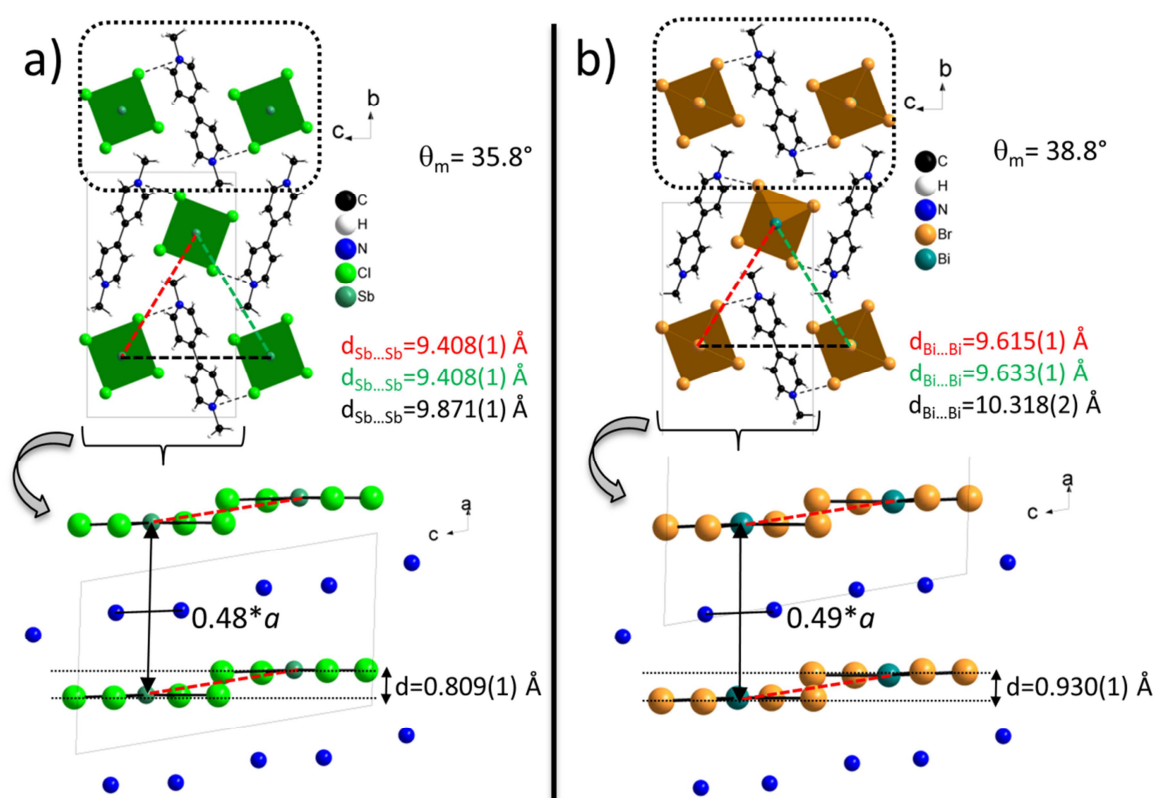 a)
b
c
θm= 35.8°
C
H
N
Cl
Sb
dSb...Sb=9.408(1) Å
dSb...Sb=9.408(1) Å
dSb...Sb=9.871(1) Å
a
c
0.48*a
d=0.809(1) Å
b)
b
c
θm= 38.8°
C
H
N
Br
Bi
dBi...Bi=9.615(1) Å
dBi...Bi=9.633(1) Å
dBi...Bi=10.318(2) Å
a
c
0.49*a
d=0.930(1) Å